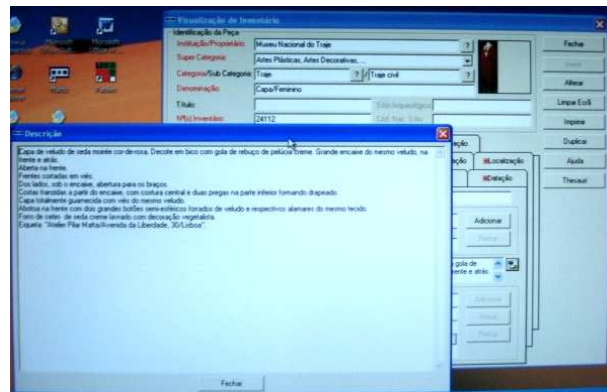 Visualização de Inventário
Identificação da Peça
Instituição/Proprietário Museu Nacional do Traje ? Fechar
Super Categoria Artes Plásticas, Artes Decorativas, ...
Categoria/Sub Categoria Traje ? / Traje civil ? Alterar
Denominação Capa/Feminino
Título Limpar Ecrã
Nº(s) Inventário 24112 Imprimir
Duplicar
Localização Ajuda
Thesauri
Adicionar
Descrição
Capa de veludo de seda moirée cor-de-rosa. Decote em bico com gola de rebuço de pelúcia creme. Grande encaixe do mesmo veludo, na
frente e atrás.
Aberta na frente.
Frentes cortadas em viés.
Dos lados, sob o encaixe, abertura para os braços.
Costas franzidas a partir do encaixe, com costura central e duas pregas na parte inferior formando drapeado.
Capa totalmente guarnecida com viés do mesmo veludo.
Abotoa na frente com dois grandes botões semi-esféricos forrados de veludo e respectivos alamares do mesmo tecido.
Forro de cetim de seda creme lavrado com decoração vegetalista.
Etiqueta: "Atelier Pilar Mafta/Avenida da Liberdade, 30/Lisboa".
Fechar